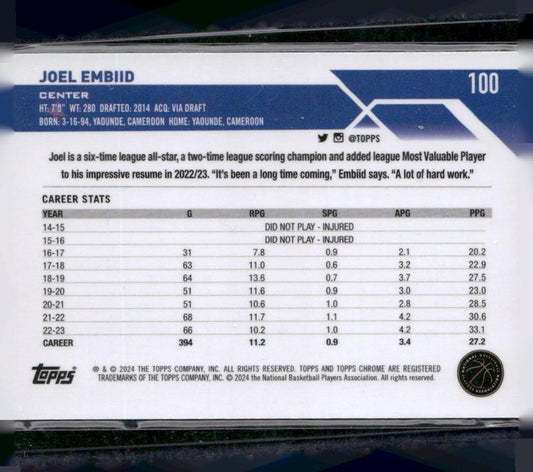 JOEL EMBIID
100
CENTER
HT: 7'0" WT: 280 DRAFTED: 2014 ACQ: VIA DRAFT
BORN: 3-16-94, YAOUNDE, CAMEROON HOME: YAOUNDE, CAMEROON
@TOPPS
Joel is a six-time league all-star, a two-time league scoring champion and added league Most Valuable Player
to his impressive resume in 2022/23. “It's been a long time coming,” Embiid says. “A lot of hard work.”
CAREER STATS
YEAR G RPG SPG APG PPG
14-15 DID NOT PLAY - INJURED
15-16 DID NOT PLAY - INJURED
16-17 31 7.8 0.9 2.1 20.2
17-18 63 11.0 0.6 3.2 22.9
18-19 64 13.6 0.7 3.7 27.5
19-20 51 11.6 0.9 3.0 23.0
20-21 51 10.6 1.0 2.8 28.5
21-22 68 11.7 1.1 4.2 30.6
22-23 66 10.2 1.0 4.2 33.1
CAREER 394 11.2 0.9 3.4 27.2
Topps
® & © 2024 THE TOPPS COMPANY, INC. ALL RIGHTS RESERVED. TOPPS AND TOPPS CHROME ARE REGISTERED
TRADEMARKS OF THE TOPPS COMPANY, INC. © 2024 the National Basketball Players Association. All rights reserved.